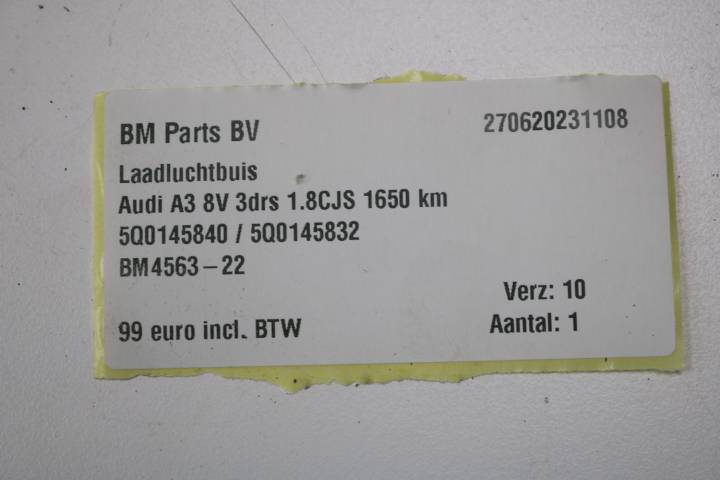 BM Parts BV 270620231108
Laadluchtbuis
Audi A3 8V 3drs 1.8CJS 1650 km
5Q0145840 / 5Q0145832
BM4563-22
Verz: 10
99 euro incl. BTW Aantal: 1